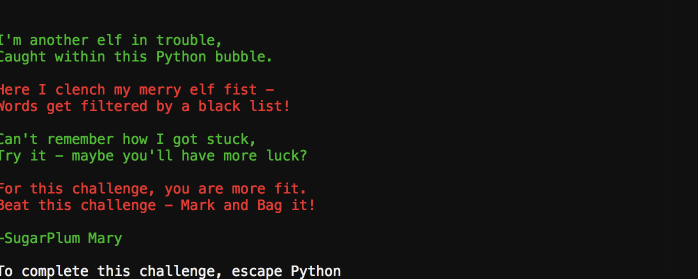 I'm another elf in trouble,
Caught within this Python bubble.
Here I clench my merry elf fist -
Words get filtered by a black list!
Can't remember how I got stuck,
Try it - maybe you'll have more luck?
For this challenge, you are more fit.
Beat this challenge - Mark and Bag it!
-SugarPlum Mary
To complete this challenge, escape Python